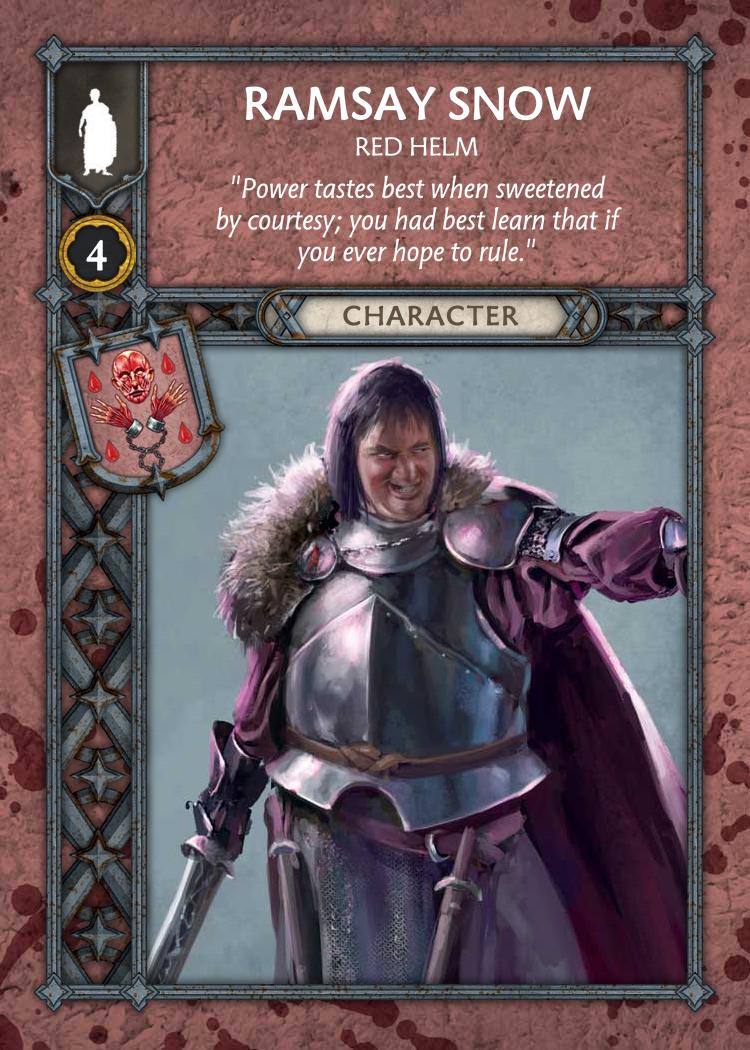 RAMSAY SNOW
RED HELM
"Power tastes best when sweetened
by courtesy; you had best learn that if
you ever hope to rule."
4
CHARACTER